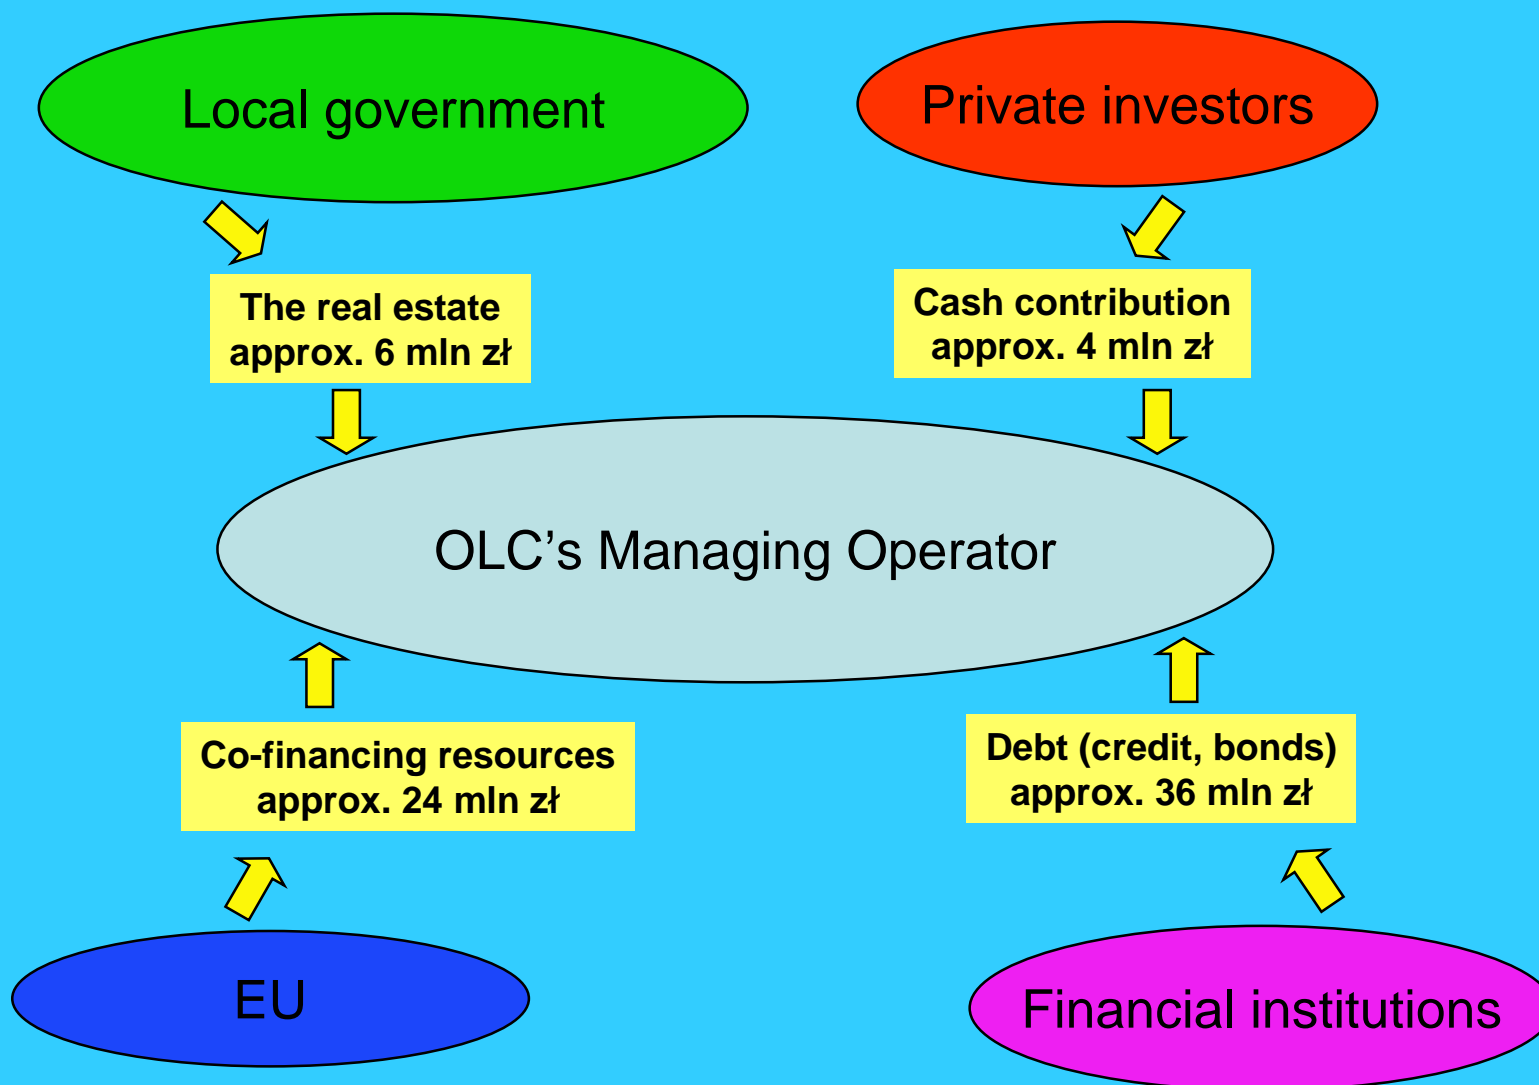 Local government
Private investors
The real estate
approx. 6 mln zł
Cash contribution
approx. 4 mln zł
OLC’s Managing Operator
Co-financing resources
approx. 24 mln zł
Debt (credit, bonds)
approx. 36 mln zł
EU
Financial institutions